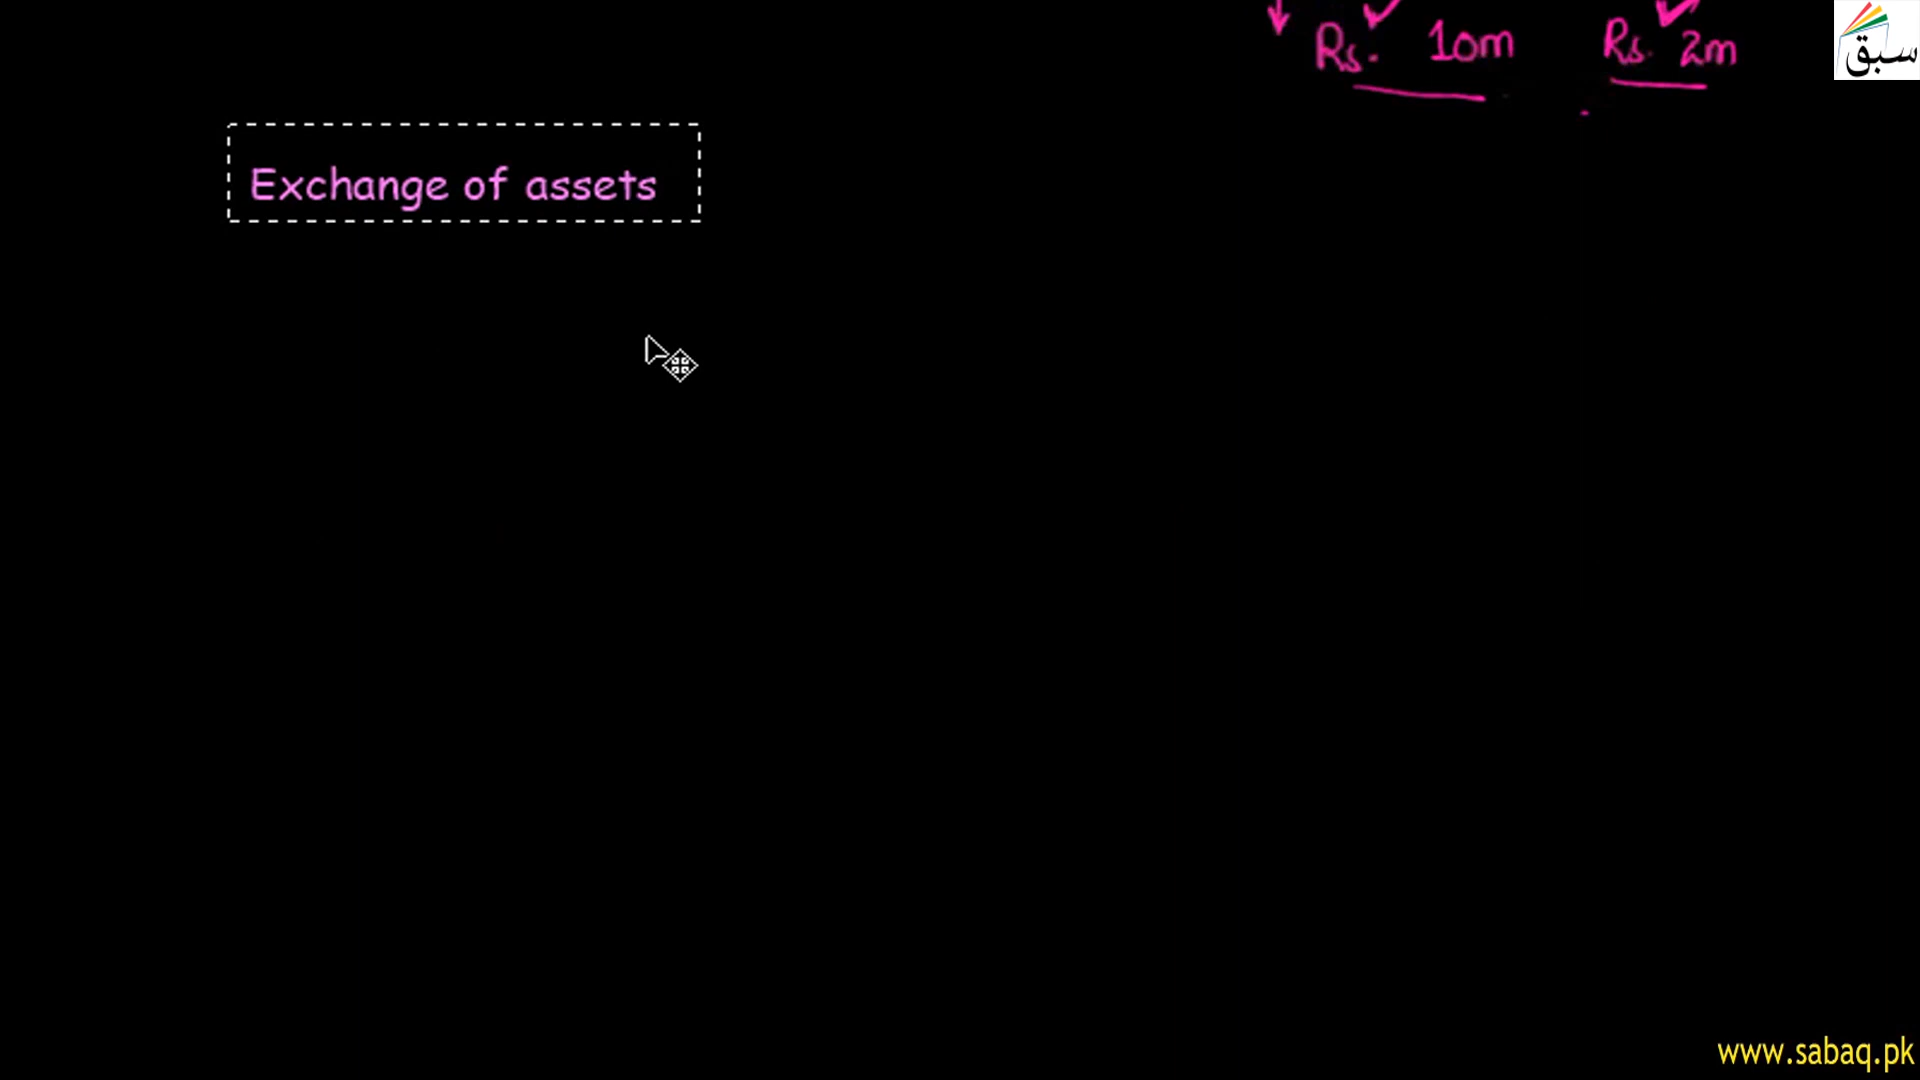 Rs. 10m Rs. 2m
سبق
Exchange of assets
www.sabaq.pk